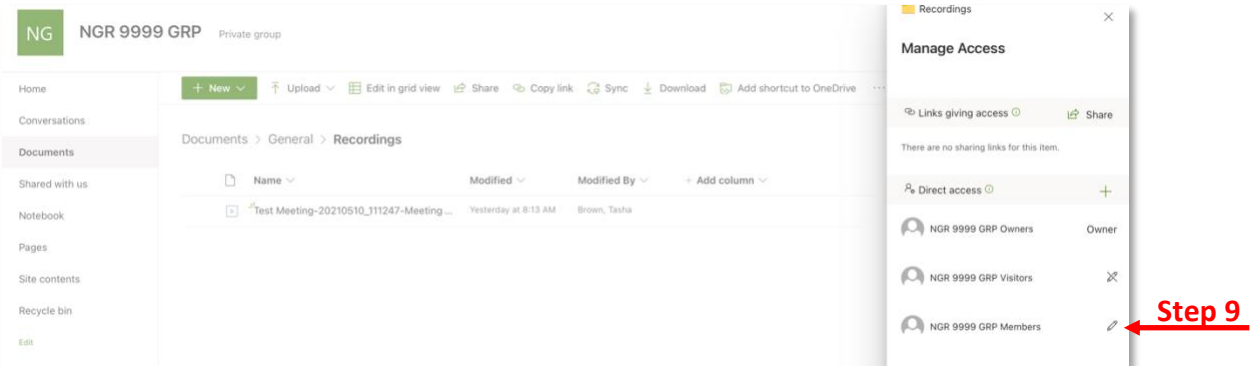 NG
NGR 9999 GRP Private group
Home
Conversations
Documents
Shared with us
Notebook
Pages
Site contents
Recycle bin
Edit
+ New Upload Edit in grid view Share Copy link Sync Download Add shortcut to OneDrive ...
Documents > General > Recordings
Name Modified Modified By + Add column
Test Meeting-20210510_111247-Meeting ... Yesterday at 8:13 AM Brown, Tasha
Recordings
Manage Access
Links giving access Share
There are no sharing links for this item.
Direct access
NGR 9999 GRP Owners Owner
NGR 9999 GRP Visitors
NGR 9999 GRP Members
Step 9